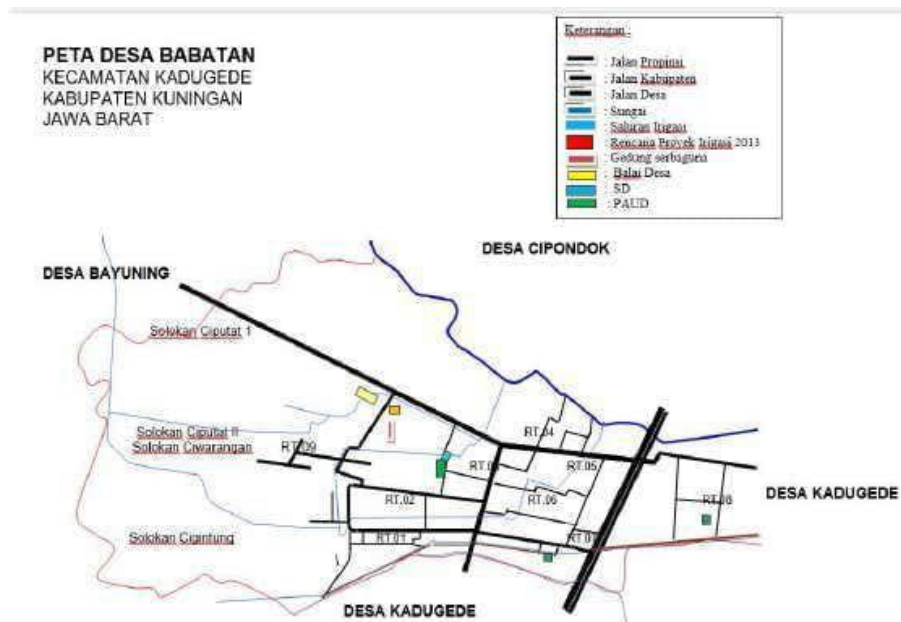 PETA DESA BABATAN
KECAMATAN KADUGEDE
KABUPATEN KUNINGAN
JAWA BARAT
Keterangan :
: Jalan Propinsi
: Jalan Kabupaten
: Jalan Desa
: Sungai
: Saluran Irigasi
: Rencana Proyek Irigasi 2013
: Gedung serbaguna
: Balai Desa
: SD
: PAUD
DESA CIPONDOK
DESA BAYUNING
Solokan Ciputat 1
Solokan Ciputat II
Solokan Ciwarangan
RT.09
RT.04
RT.05
RT.02
RT.06
RT.08
DESA KADUGEDE
Solokan Cigintung
RT.01
DESA KADUGEDE